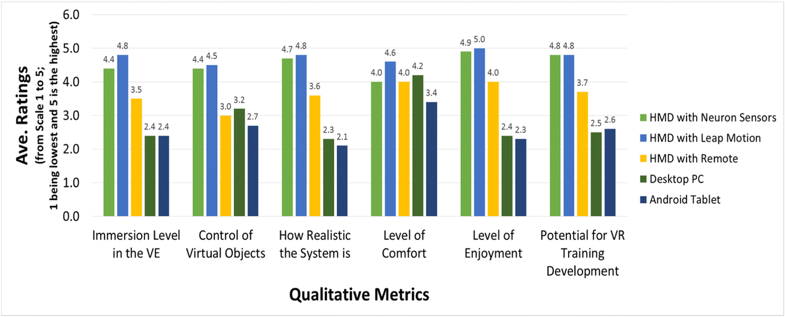 6.0
5.0
4.0
3.0
2.0
1.0
0.0
Ave. Ratings
(from Scale 1 to 5;
1 being lowest and 5 is the highest)
4.4 4.8 3.5 2.4 2.4
4.4 4.5 3.0 3.2 2.7
4.7 4.8 3.6 2.3 2.1
4.0 4.6 4.0 4.2 3.4
4.9 5.0 4.0 2.4 2.3
4.8 4.8 3.7 2.5 2.6
Immersion Level
in the VE
Control of
Virtual Objects
How Realistic
the System is
Level of
Comfort
Level of
Enjoyment
Potential for VR
Training
Development
Qualitative Metrics
HMD with Neuron Sensors
HMD with Leap Motion
HMD with Remote
Desktop PC
Android Tablet